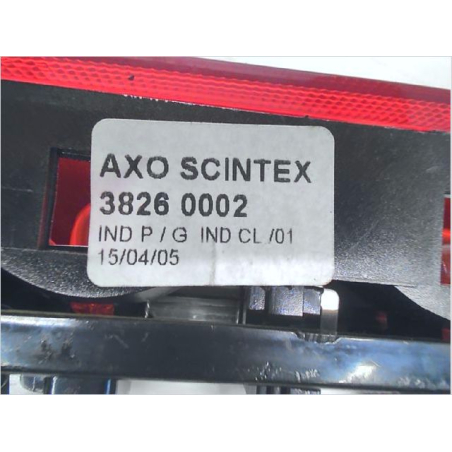 AXO SCINTEX
3826 0002
IND P / G  IND CL /01
15/04/05